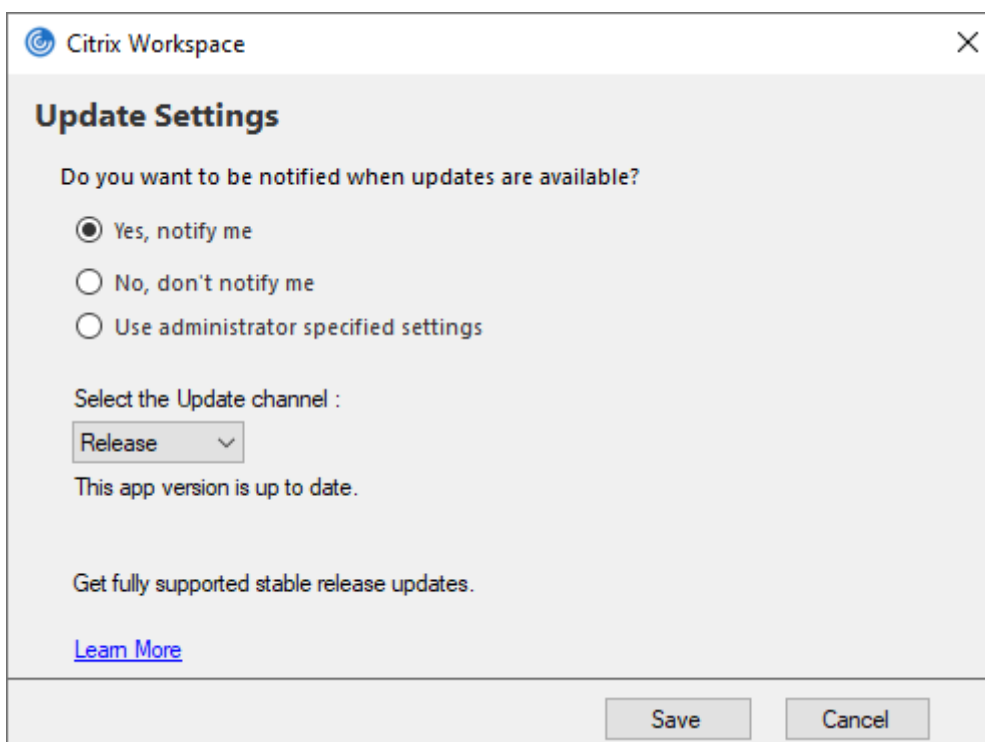 Citrix Workspace
Update Settings
Do you want to be notified when updates are available?
Yes, notify me
No, don't notify me
Use administrator specified settings
Select the Update channel :
Release
This app version is up to date.
Get fully supported stable release updates.
Learn More
Save
Cancel